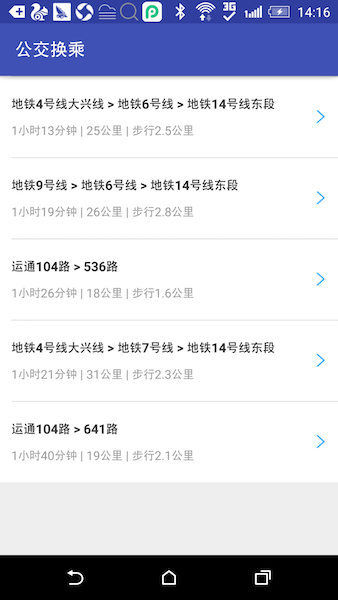 3G
14:16
公交换乘
地铁4号线大兴线 > 地铁6号线 > 地铁14号线东段
1小时13分钟 | 25公里 | 步行2.5公里
地铁9号线 > 地铁6号线 > 地铁14号线东段
1小时19分钟 | 26公里 | 步行2.8公里
运通104路 > 536路
1小时26分钟 | 18公里 | 步行1.6公里
地铁4号线大兴线 > 地铁7号线 > 地铁14号线东段
1小时21分钟 | 31公里 | 步行2.3公里
运通104路 > 641路
1小时40分钟 | 19公里 | 步行2.1公里